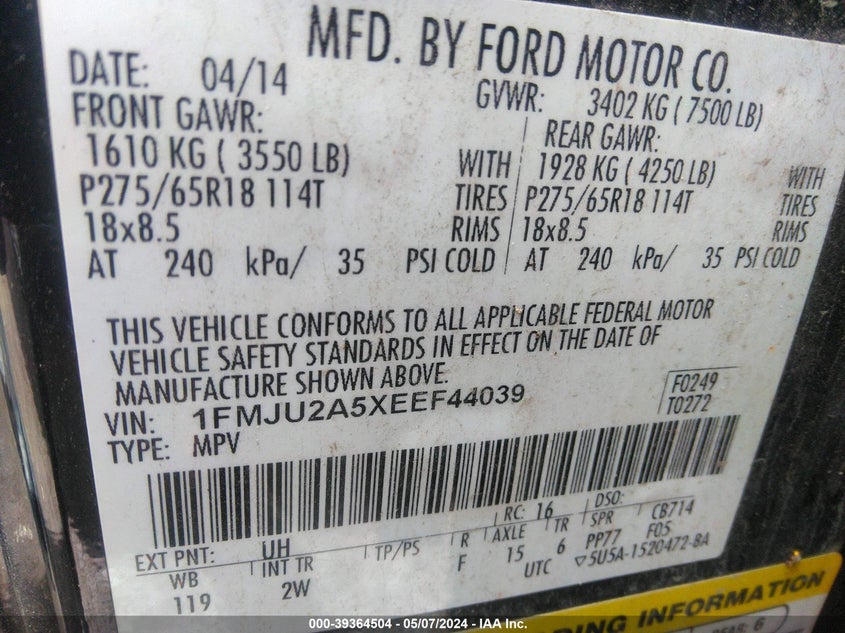 MFD. BY FORD MOTOR CO.
DATE: 04/14 GVWR: 3402 KG ( 7500 LB)
FRONT GAWR: REAR GAWR:
1610 KG ( 3550 LB) WITH 1928 KG ( 4250 LB) WITH
P275/65R18 114T TIRES P275/65R18 114T TIRES
18x8.5 RIMS 18x8.5 RIMS
AT 240 kPa/ 35 PSI COLD AT 240 kPa/ 35 PSI COLD
THIS VEHICLE CONFORMS TO ALL APPLICABLE FEDERAL MOTOR
VEHICLE SAFETY STANDARDS IN EFFECT ON THE DATE OF
MANUFACTURE SHOWN ABOVE.
VIN: 1FMJU2A5XEEF44039
F0249
T0272
TYPE: MPV
EXT PNT: UH RC: 16 DSO:
WB INT TR TP/PS R AXLE TR SPR CB714
119 2W F 15 6 PP77 F05
UTC ▽5U5A-1520472-BA
ING INFORMATION
6
000-39364504 — 05/07/2024 — IAA Inc.